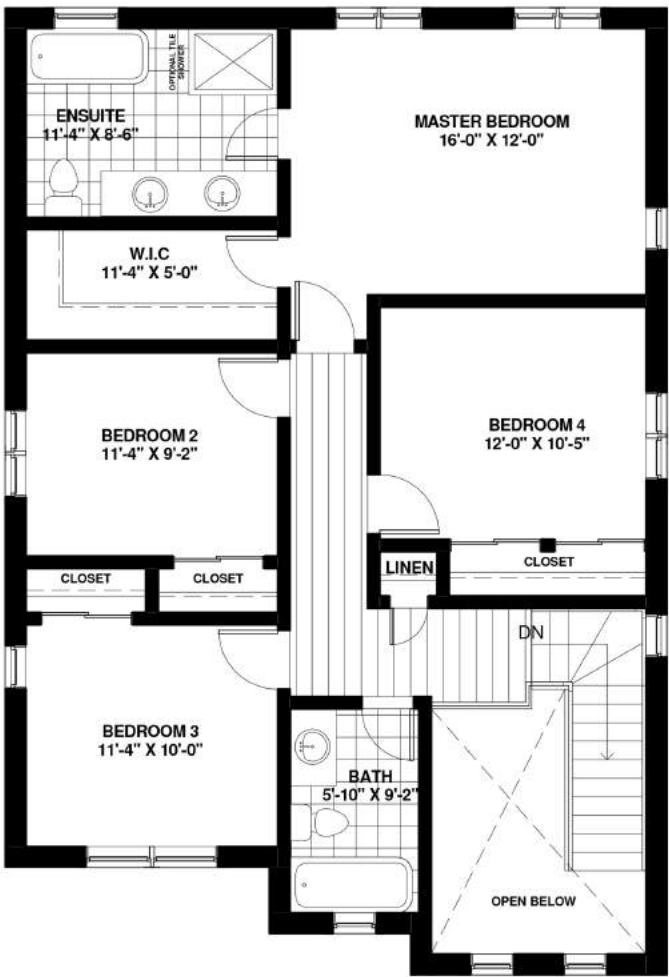 OPTIONAL TILE
SHOWER
ENSUITE
11'-4" X 8'-6"
MASTER BEDROOM
16'-0" X 12'-0"
W.I.C
11'-4" X 5'-0"
BEDROOM 2
11'-4" X 9'-2"
BEDROOM 4
12'-0" X 10'-5"
CLOSET
CLOSET
LINEN
CLOSET
DN
BEDROOM 3
11'-4" X 10'-0"
BATH
5'-10" X 9'-2"
OPEN BELOW